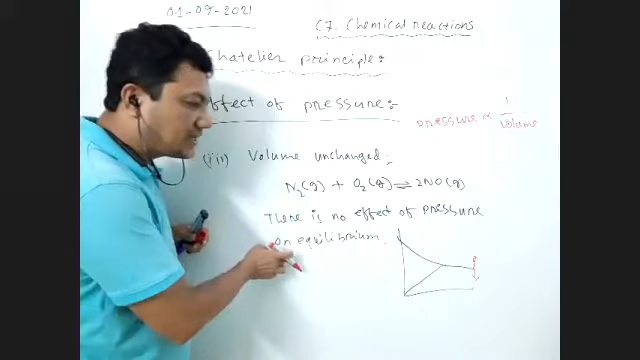 01-09-2021
C7. Chemical reactions
Chatelier principle:
effect of pressure:
pressure ∝ 1/volume
(iii) Volume unchanged:
N₂(g) + O₂(g) ⇌ 2NO(g)
There is no effect of pressure
on equilibrium.